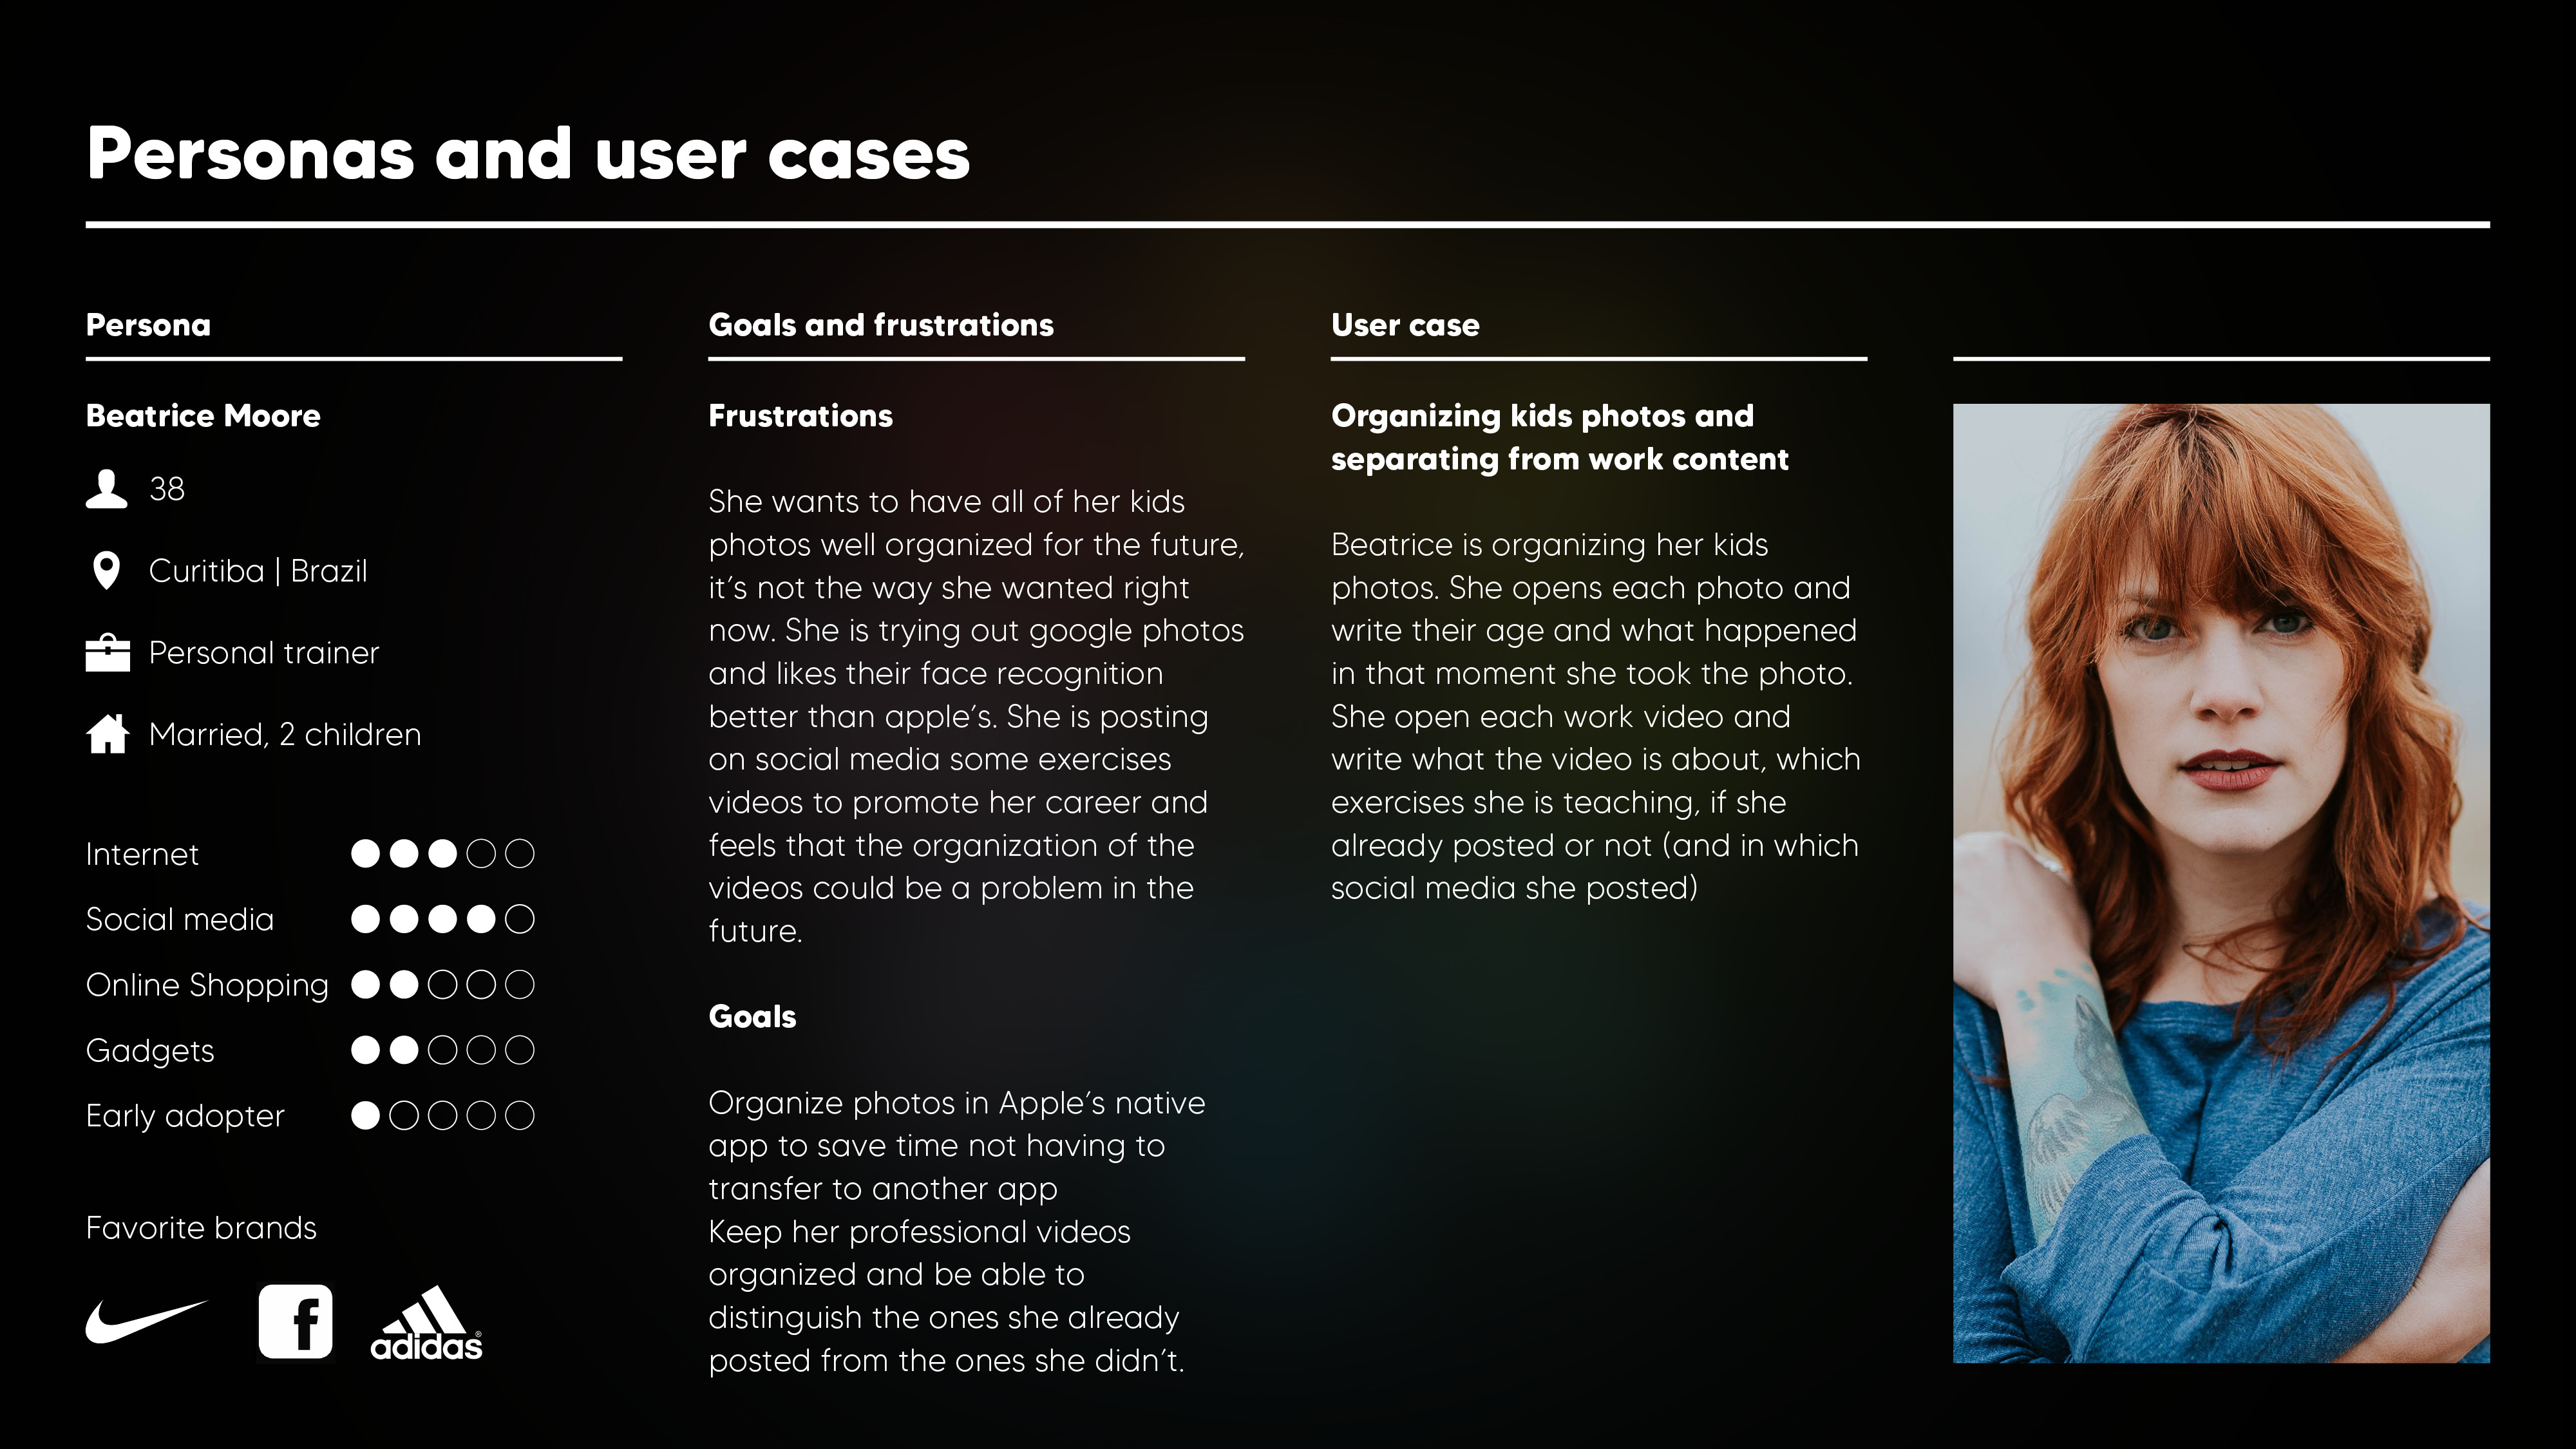 Personas and user cases
Persona
Beatrice Moore
38
Curitiba | Brazil
Personal trainer
Married, 2 children
Internet
Social media
Online Shopping
Gadgets
Early adopter
Favorite brands
f
adidas®
Goals and frustrations
Frustrations
She wants to have all of her kids
photos well organized for the future,
it's not the way she wanted right
now. She is trying out google photos
and likes their face recognition
better than apple's. She is posting
on social media some exercises
videos to promote her career and
feels that the organization of the
videos could be a problem in the
future.
Goals
Organize photos in Apple's native
app to save time not having to
transfer to another app
Keep her professional videos
organized and be able to
distinguish the ones she already
posted from the ones she didn't.
User case
Organizing kids photos and
separating from work content
Beatrice is organizing her kids
photos. She opens each photo and
write their age and what happened
in that moment she took the photo.
She open each work video and
write what the video is about, which
exercises she is teaching, if she
already posted or not (and in which
social media she posted)